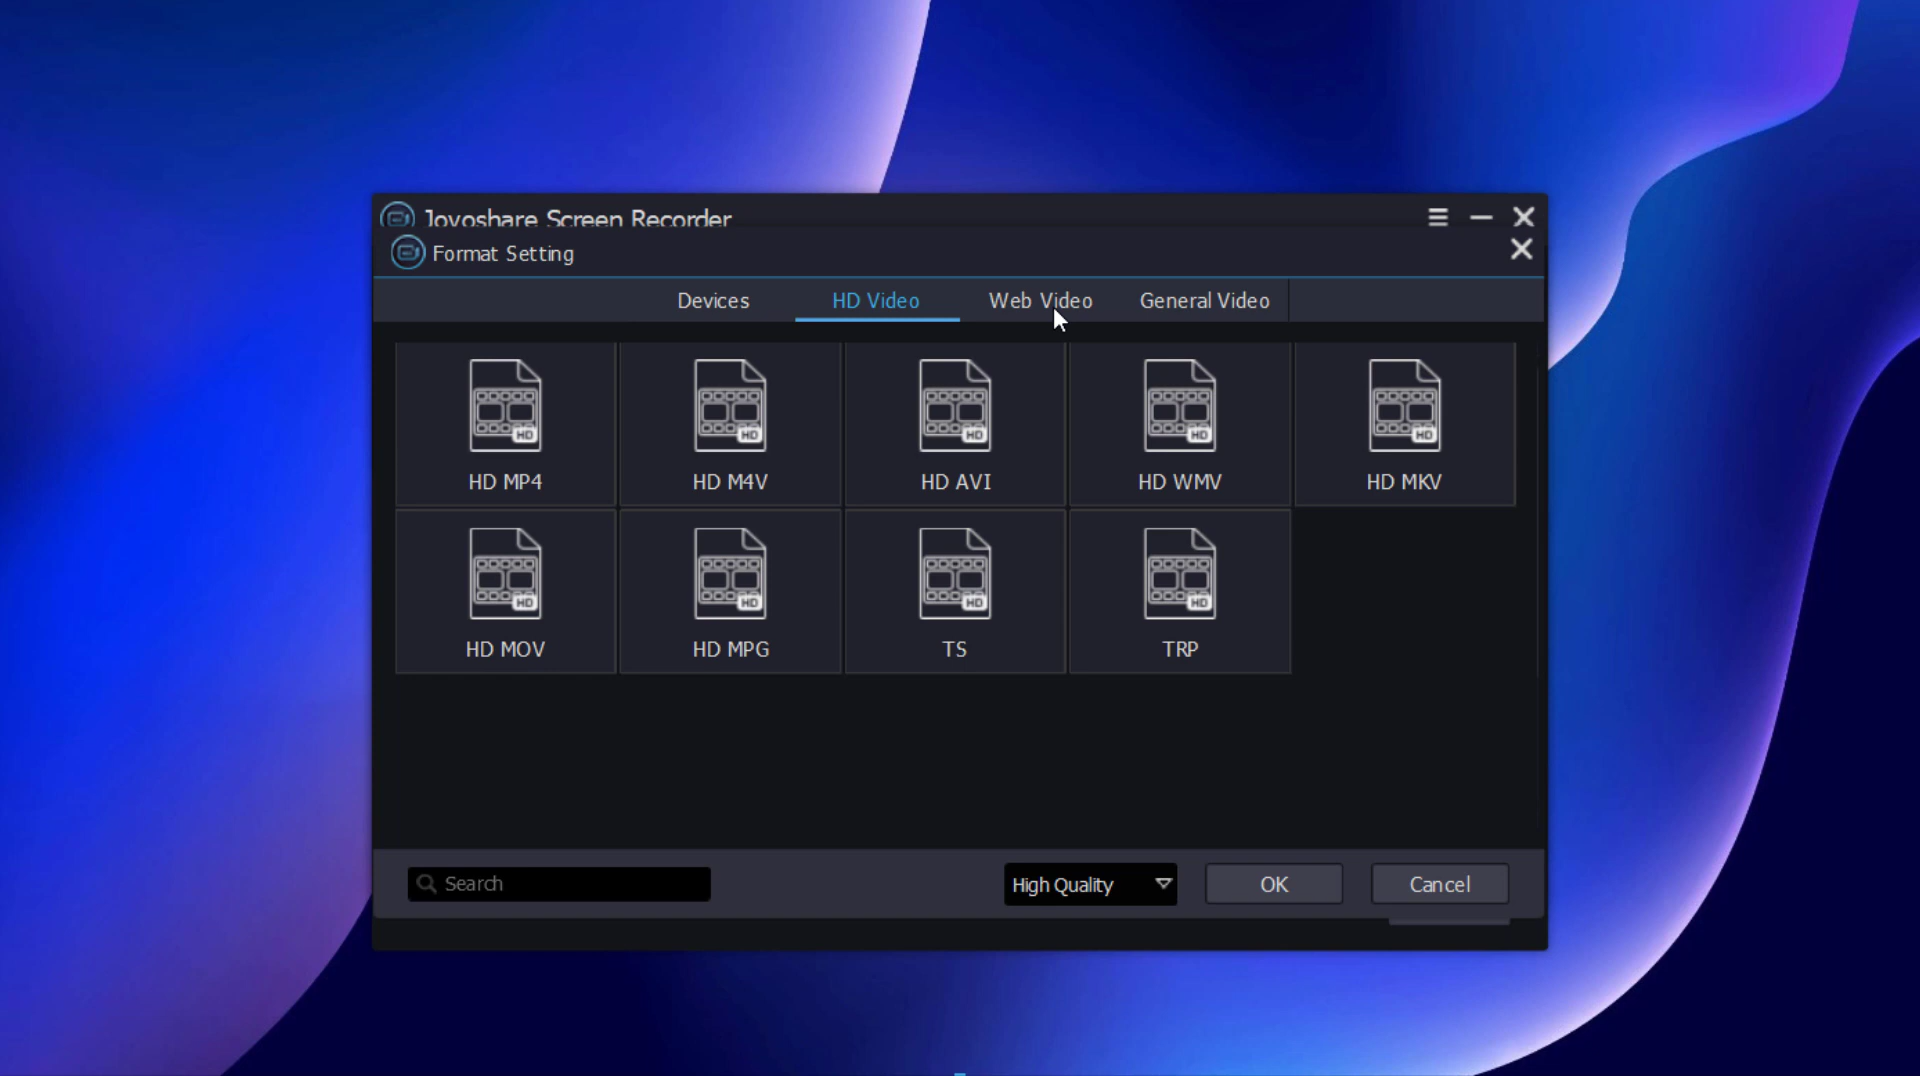 Joyoshare Screen Recorder
Format Setting
Devices HD Video Web Video General Video
HD MP4 HD M4V HD AVI HD WMV HD MKV
HD HD HD HD HD
HD MOV HD MPG TS TRP
HD HD HD HD
Search High Quality OK Cancel